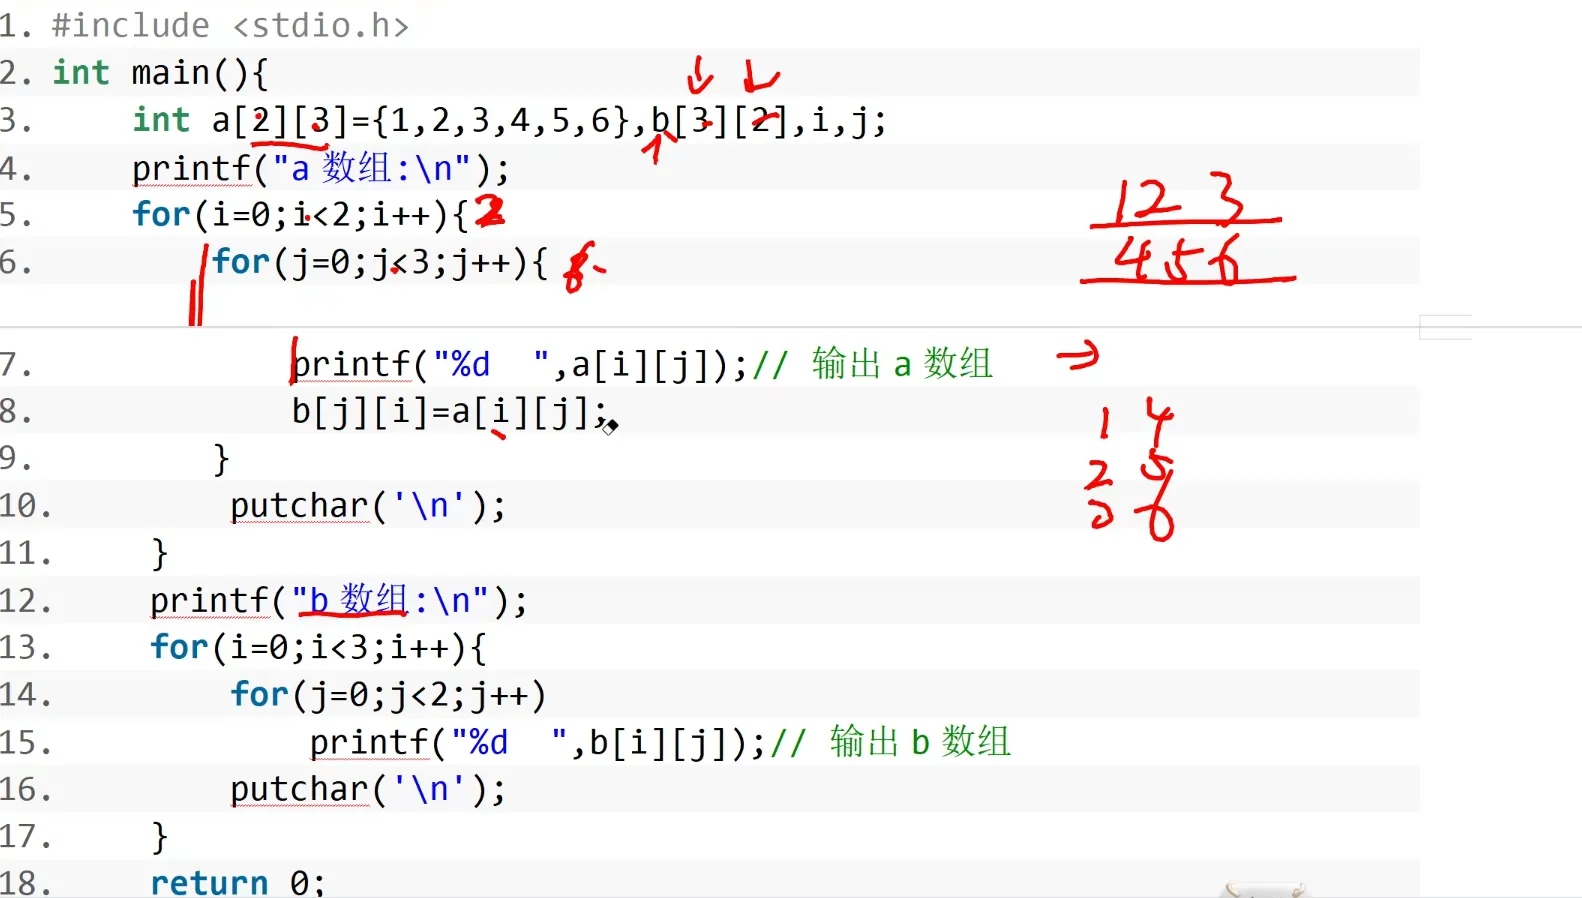 1. #include <stdio.h>
2. int main(){
3. int a[2][3]={1,2,3,4,5,6},b[3][2],i,j;
4. printf("a 数组:\n");
5. for(i=0;i<2;i++){ 2
6. for(j=0;j<3;j++){
1 2 3
4 5 6
7. printf("%d  ",a[i][j]);// 输出 a 数组
8. b[j][i]=a[i][j];
1 4
2 5
3 6
9. }
10. putchar('\n');
11. }
12. printf("b 数组:\n");
13. for(i=0;i<3;i++){
14. for(j=0;j<2;j++)
15. printf("%d  ",b[i][j]);// 输出 b 数组
16. putchar('\n');
17. }
18. return 0;